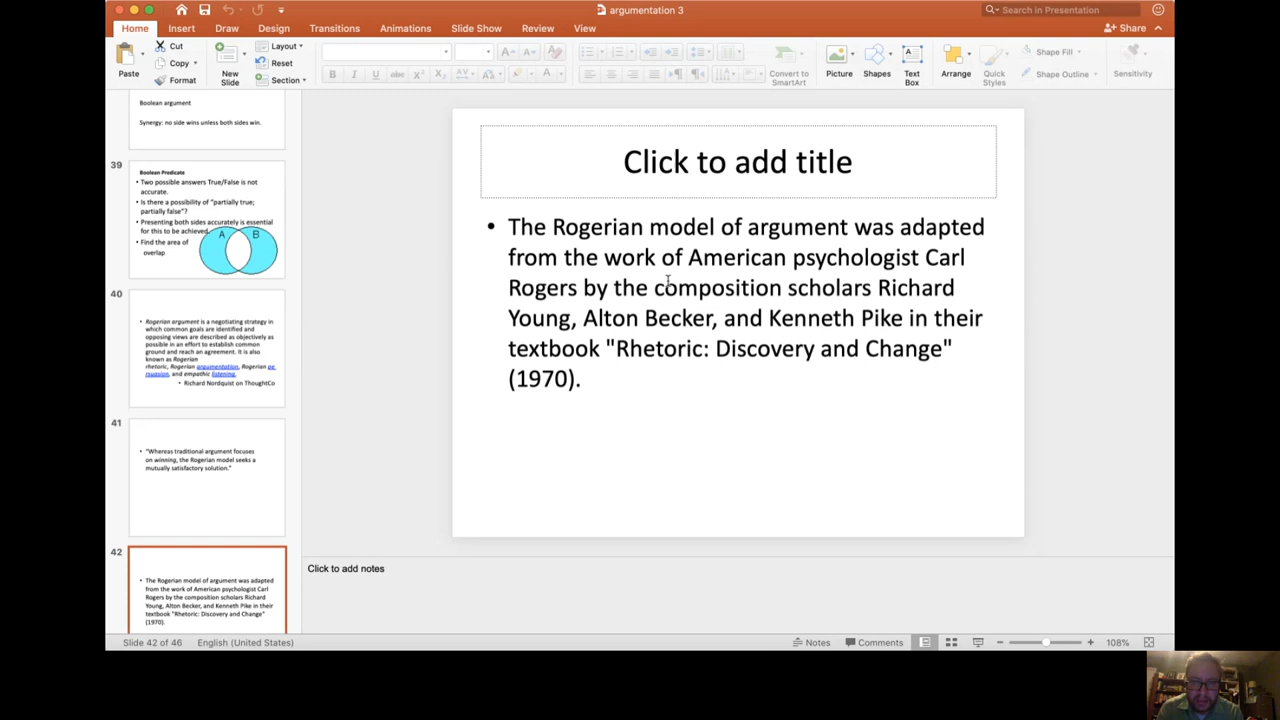 argumentation 3
Search in Presentation
Home Insert Draw Design Transitions Animations Slide Show Review View Share
Paste
Cut
Copy
Format
New Slide
Layout
Reset
Section
Convert to SmartArt
Picture
Shapes
Text Box
Arrange
Quick Styles
Shape Fill
Shape Outline
Sensitivity
Boolean argument
Synergy: no side wins unless both sides win.
39
Boolean Predicate
• Two possible answers True/False is not
accurate.
• Is there a possibility of "partially true;
partially false"?
• Presenting both sides accurately is essential
for this to be achieved.
• Find the area of
overlap
A B
40
• Rogerian argument is a negotiating strategy in
which common goals are identified and
opposing views are described as objectively as
possible in an effort to establish common
ground and reach an agreement. It is also
known as Rogerian
rhetoric, Rogerian argumentation, Rogerian pe
rsuasion, and empathic listening.
• Richard Nordquist on ThoughtCo
41
• "Whereas traditional argument focuses
on winning, the Rogerian model seeks a
mutually satisfactory solution."
42
• The Rogerian model of argument was adapted
from the work of American psychologist Carl
Rogers by the composition scholars Richard
Young, Alton Becker, and Kenneth Pike in their
textbook "Rhetoric: Discovery and Change"
(1970).
Click to add title
• The Rogerian model of argument was adapted
from the work of American psychologist Carl
Rogers by the composition scholars Richard
Young, Alton Becker, and Kenneth Pike in their
textbook "Rhetoric: Discovery and Change"
(1970).
Click to add notes
Slide 42 of 46 English (United States) Notes Comments 108%